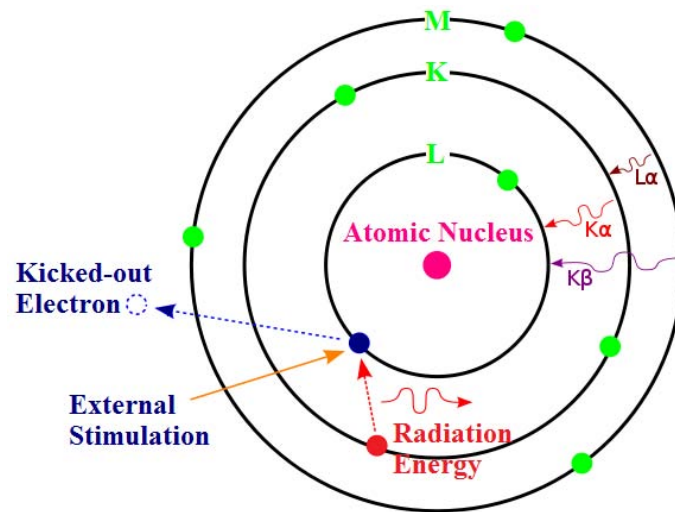 M
K
L
Lα
Kα
Atomic Nucleus
Kβ
Kicked-out
Electron
External
Stimulation
Radiation
Energy